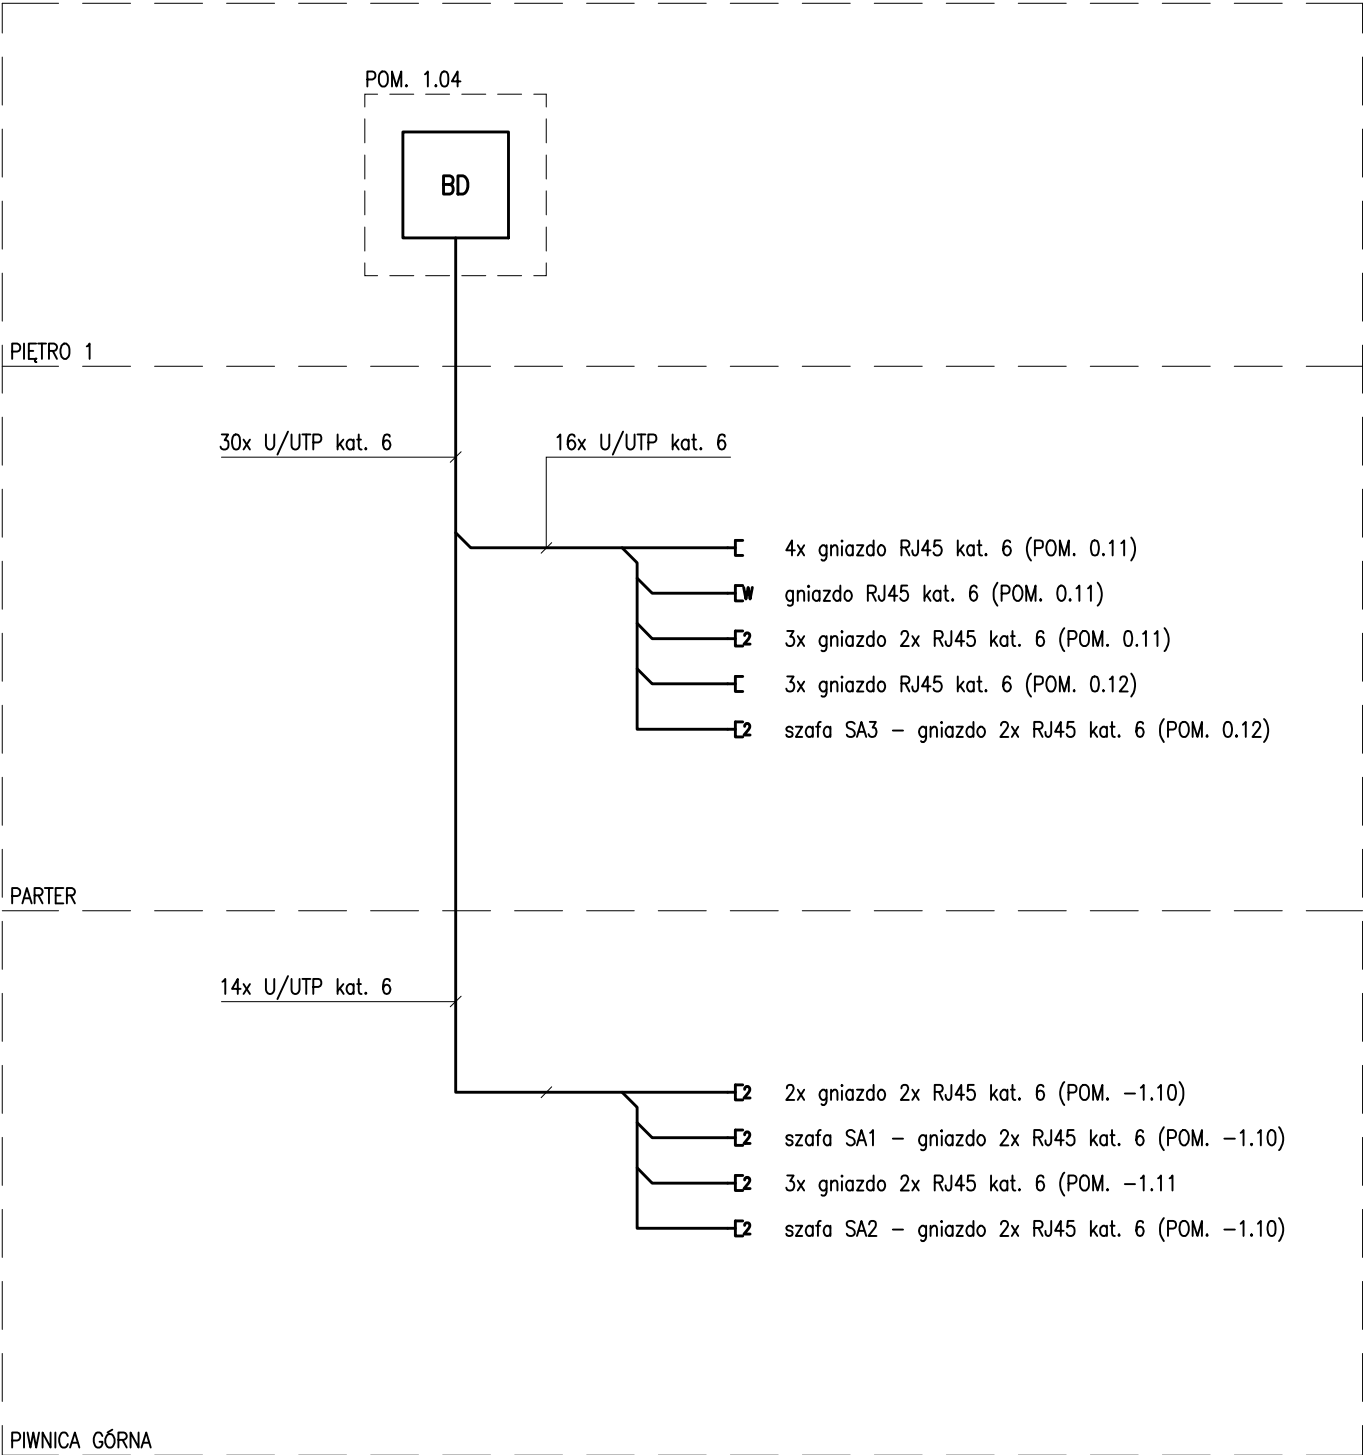 POM. 1.04
BD
PIĘTRO 1
30x U/UTP kat. 6
16x U/UTP kat. 6
4x gniazdo RJ45 kat. 6 (POM. 0.11)
W gniazdo RJ45 kat. 6 (POM. 0.11)
2 3x gniazdo 2x RJ45 kat. 6 (POM. 0.11)
3x gniazdo RJ45 kat. 6 (POM. 0.12)
2 szafa SA3 – gniazdo 2x RJ45 kat. 6 (POM. 0.12)
PARTER
14x U/UTP kat. 6
2 2x gniazdo 2x RJ45 kat. 6 (POM. –1.10)
2 szafa SA1 – gniazdo 2x RJ45 kat. 6 (POM. –1.10)
2 3x gniazdo 2x RJ45 kat. 6 (POM. –1.11
2 szafa SA2 – gniazdo 2x RJ45 kat. 6 (POM. –1.10)
PIWNICA GÓRNA